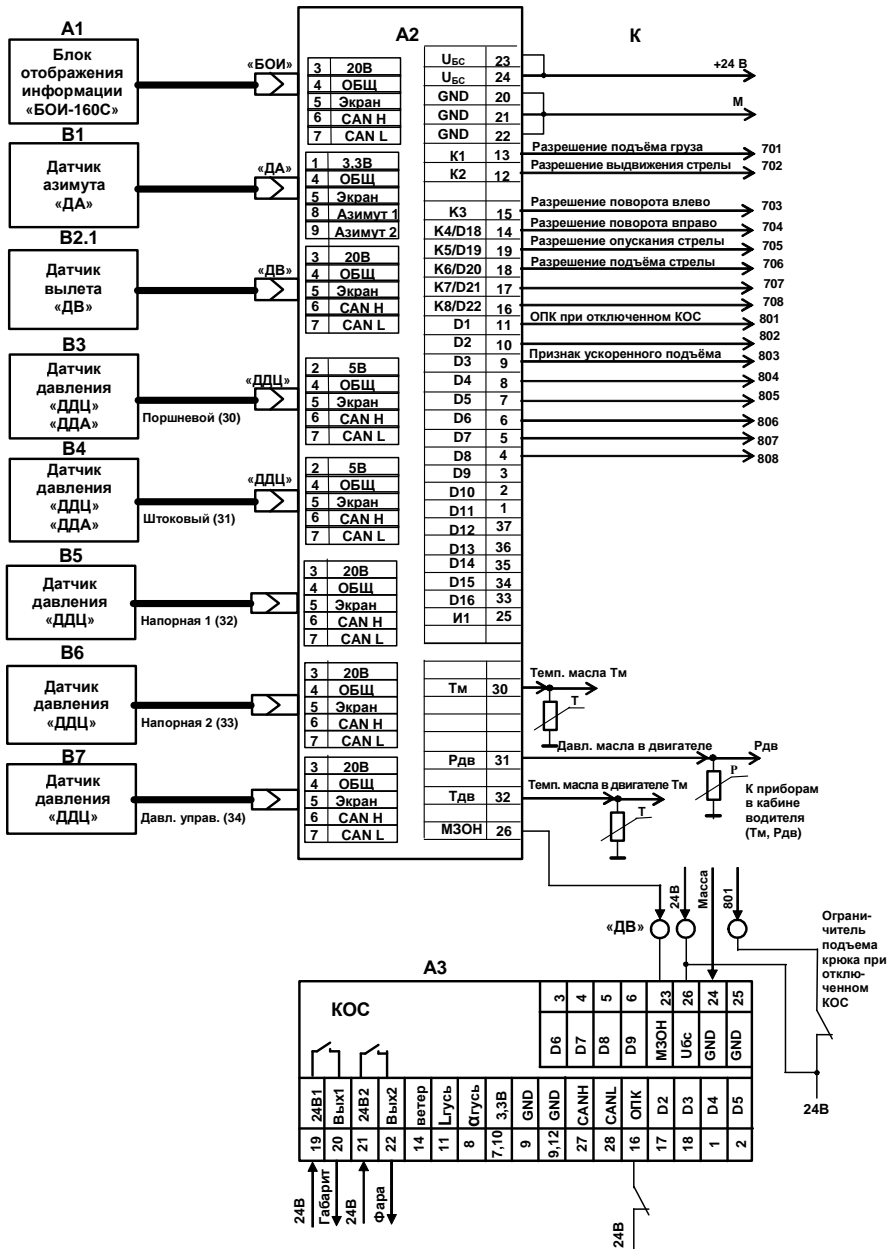 А1
Блок
отображения
информации
«БОИ-160С»
«БОИ»
В1
Датчик
азимута
«ДА»
«ДА»
В2.1
Датчик
вылета
«ДВ»
«ДВ»
В3
Датчик
давления
«ДДЦ»
«ДДА»
«ДДЦ»
Поршневой (30)
В4
Датчик
давления
«ДДЦ»
«ДДА»
«ДДЦ»
Штоковый (31)
В5
Датчик
давления
«ДДЦ»
Напорная 1 (32)
В6
Датчик
давления
«ДДЦ»
Напорная 2 (33)
В7
Датчик
давления
«ДДЦ»
Давл. управ. (34)
А2
3 20В
4 ОБЩ
5 Экран
6 CAN H
7 CAN L
1 3,3В
4 ОБЩ
5 Экран
8 Азимут 1
9 Азимут 2
3 20В
4 ОБЩ
5 Экран
6 CAN H
7 CAN L
2 5В
4 ОБЩ
5 Экран
6 CAN H
7 CAN L
2 5В
4 ОБЩ
5 Экран
6 CAN H
7 CAN L
3 20В
4 ОБЩ
5 Экран
6 CAN H
7 CAN L
3 20В
4 ОБЩ
5 Экран
6 CAN H
7 CAN L
3 20В
4 ОБЩ
5 Экран
6 CAN H
7 CAN L
К
UБС 23
UБС 24
+24 В
GND 20
GND 21
М
GND 22
К1 13 Разрешение подъёма груза 701
К2 12 Разрешение выдвижения стрелы 702
К3 15 Разрешение поворота влево 703
K4/D18 14 Разрешение поворота вправо 704
K5/D19 19 Разрешение опускания стрелы 705
K6/D20 18 Разрешение подъёма стрелы 706
K7/D21 17 707
K8/D22 16 708
D1 11 ОПК при отключенном КОС 801
D2 10 802
D3 9 Признак ускоренного подъёма 803
D4 8 804
D5 7 805
D6 6 806
D7 5 807
D8 4 808
D9 3
D10 2
D11 1
D12 37
D13 36
D14 35
D15 34
D16 33
И1 25
Тм 30 Темп. масла Тм
Т
Рдв 31 Давл. масла в двигателе Рдв
Р
Тдв 32 Темп. масла в двигателе Тм
Т
МЗОН 26
К приборам
в кабине
водителя
(Тм, Рдв)
«ДВ»
24В
Масса
801
Ограни-
читель
подъема
крюка при
отклю-
ченном
КОС
24В
А3
КОС
3 4 5 6 23 26 24 25
D6 D7 D8 D9 МЗОН Uбс GND GND
24В1 Вых1 24В2 Вых2 ветер Lгусь αгусь 3,3В GND GND CANH CANL ОПК D2 D3 D4 D5
19 20 21 22 14 11 8 7,10 9 9,12 27 28 16 17 18 1 2
24В
Габарит
24В
Фара
24В